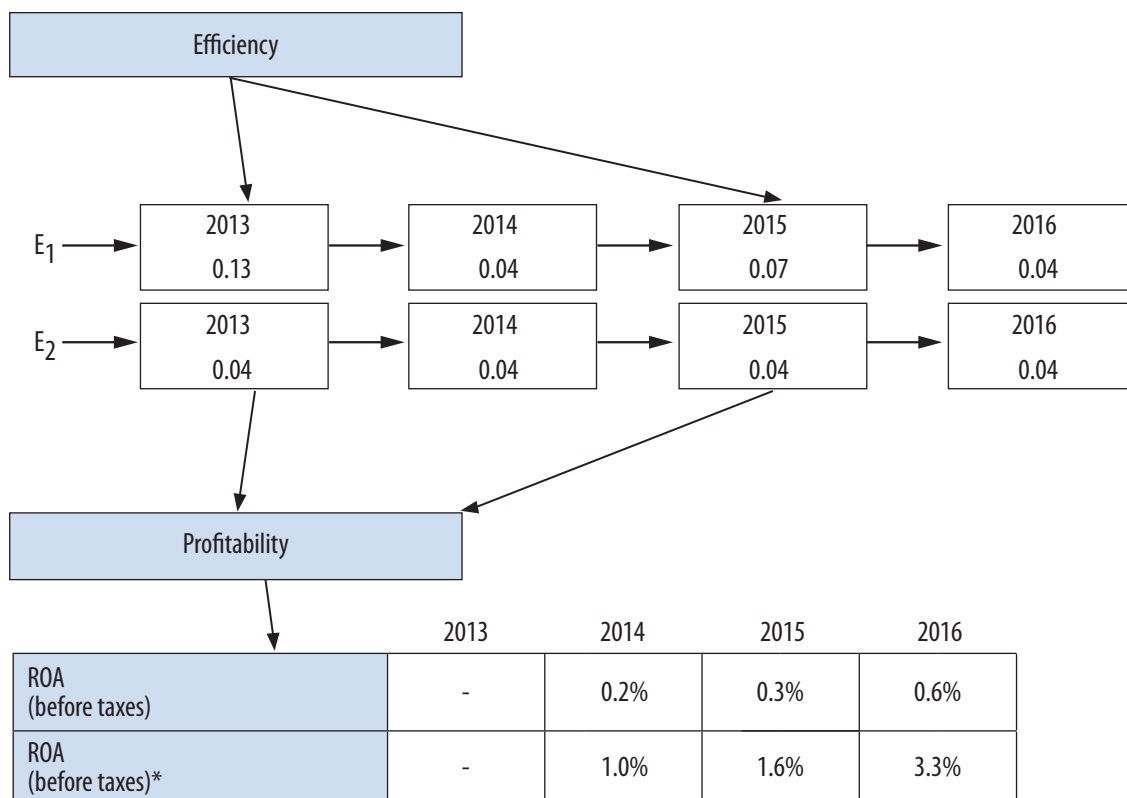 Efficiency
E1 2013 2014 2015 2016
0.13 0.04 0.07 0.04
E2 2013 2014 2015 2016
0.04 0.04 0.04 0.04
Profitability
2013 2014 2015 2016
ROA
(before taxes) - 0.2% 0.3% 0.6%
ROA
(before taxes)* - 1.0% 1.6% 3.3%